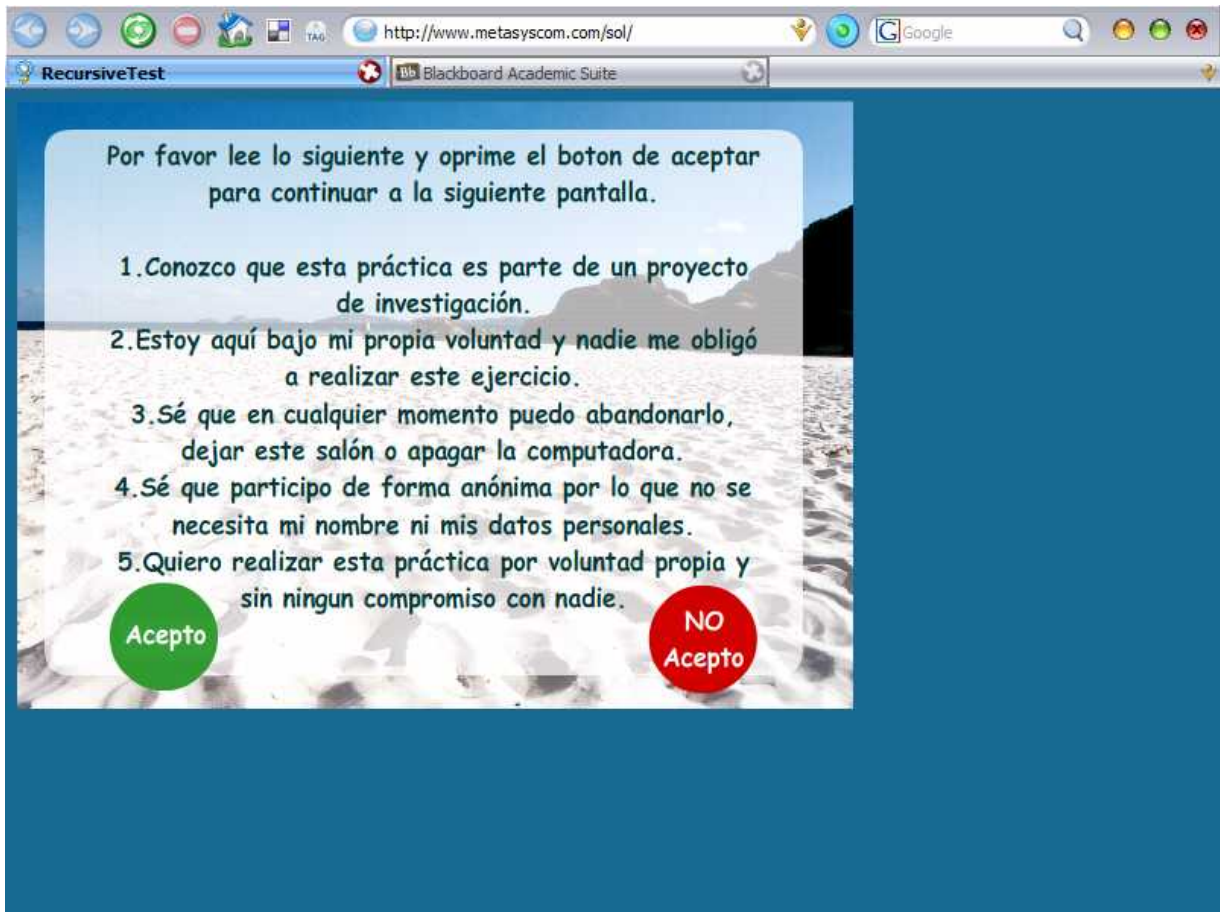 TAG
http://www.metasyscom.com/sol/
G Google
RecursiveTest
Bb Blackboard Academic Suite
Por favor lee lo siguiente y oprime el boton de aceptar
para continuar a la siguiente pantalla.
1.Conozco que esta práctica es parte de un proyecto
de investigación.
2.Estoy aquí bajo mi propia voluntad y nadie me obligó
a realizar este ejercicio.
3.Sé que en cualquier momento puedo abandonarlo,
dejar este salón o apagar la computadora.
4.Sé que participo de forma anónima por lo que no se
necesita mi nombre ni mis datos personales.
5.Quiero realizar esta práctica por voluntad propia y
sin ningun compromiso con nadie.
Acepto
NO
Acepto